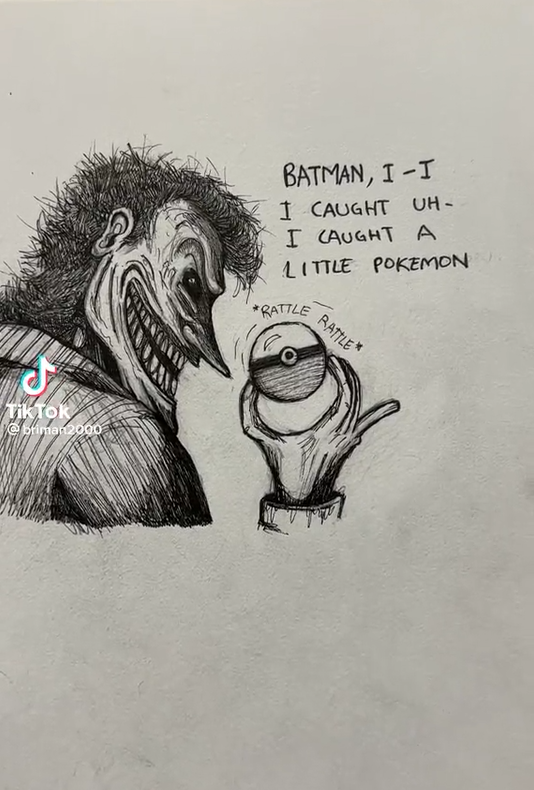 BATMAN, I-I
I CAUGHT UH-
I CAUGHT A
LITTLE POKEMON
*RATTLE RATTLE*
TikTok
@briman2000